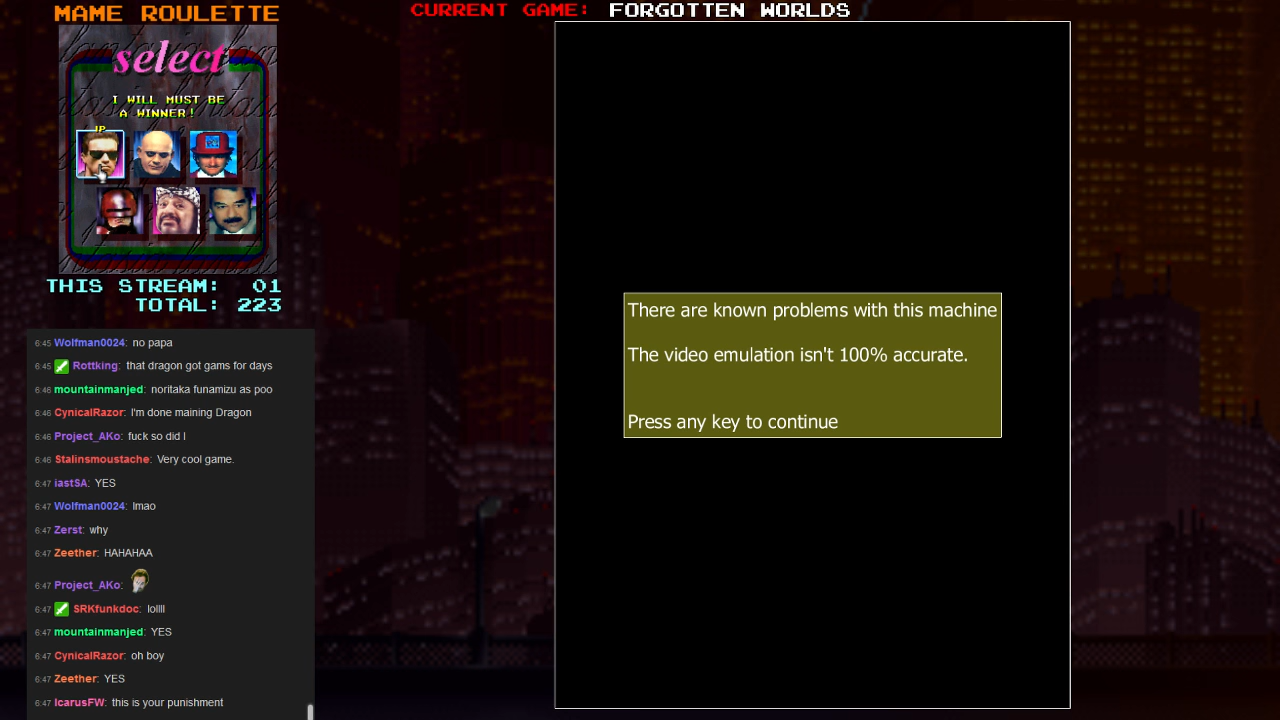 MAME ROULETTE
CURRENT GAME: FORGOTTEN WORLDS
select
I WILL MUST BE
A WINNER!
1P
THIS STREAM: 01
TOTAL: 223
6:45 Wolfman0024: no papa
6:45 Rottking: that dragon got gams for days
6:46 mountainmanjed: noritaka funamizu as poo
6:46 CynicalRazor: I'm done maining Dragon
6:46 Project_AKo: fuck so did I
6:46 Stalinsmoustache: Very cool game.
6:47 iastSA: YES
6:47 Wolfman0024: lmao
6:47 Zerst: why
6:47 Zeether: HAHAHAA
6:47 Project_AKo:
6:47 SRKfunkdoc: lollll
6:47 mountainmanjed: YES
6:47 CynicalRazor: oh boy
6:47 Zeether: YES
6:47 IcarusFW: this is your punishment
There are known problems with this machine
The video emulation isn't 100% accurate.
Press any key to continue